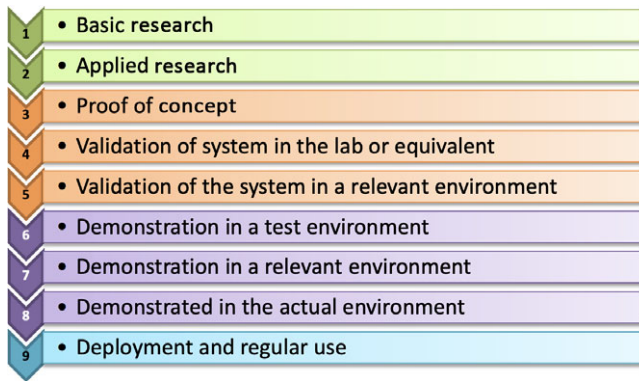 1 • Basic research
2 • Applied research
3 • Proof of concept
4 • Validation of system in the lab or equivalent
5 • Validation of the system in a relevant environment
6 • Demonstration in a test environment
7 • Demonstration in a relevant environment
8 • Demonstrated in the actual environment
9 • Deployment and regular use